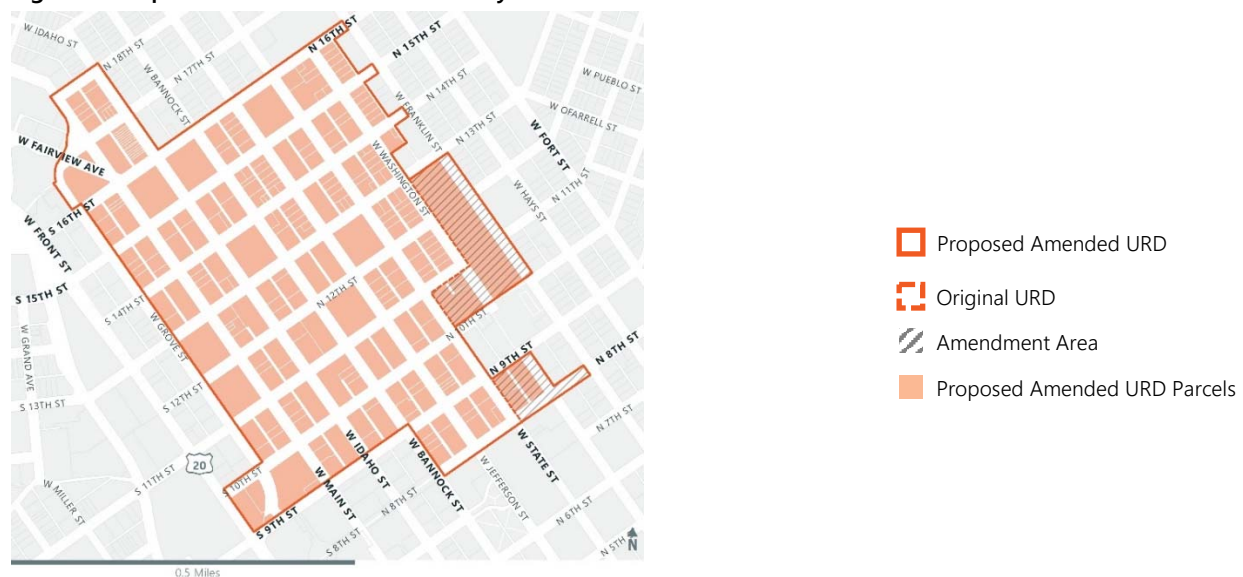 W IDAHO ST
N 18TH ST
W BANNOCK ST
N 17TH ST
N 16TH ST
N 15TH ST
W PUEBLO ST
N 14TH ST
W FRANKLIN ST
W OFARRELL ST
N 13TH ST
W FORT ST
W FAIRVIEW AVE
W WASHINGTON ST
W HAYS ST
N 11TH ST
S 16TH ST
W FRONT ST
S 15TH ST
S 14TH ST
N 12TH ST
W GROVE ST
N 10TH ST
W GRAND AVE
N 9TH ST
N 8TH ST
S 13TH ST
S 12TH ST
N 7TH ST
W IDAHO ST
W BANNOCK ST
W STATE ST
20
S 11TH ST
S 10TH ST
W MAIN ST
W JEFFERSON ST
W MILLER ST
N 8TH ST
N 6TH ST
S 9TH ST
S 8TH ST
N 5TH
N
0.5 Miles
Proposed Amended URD
Original URD
Amendment Area
Proposed Amended URD Parcels